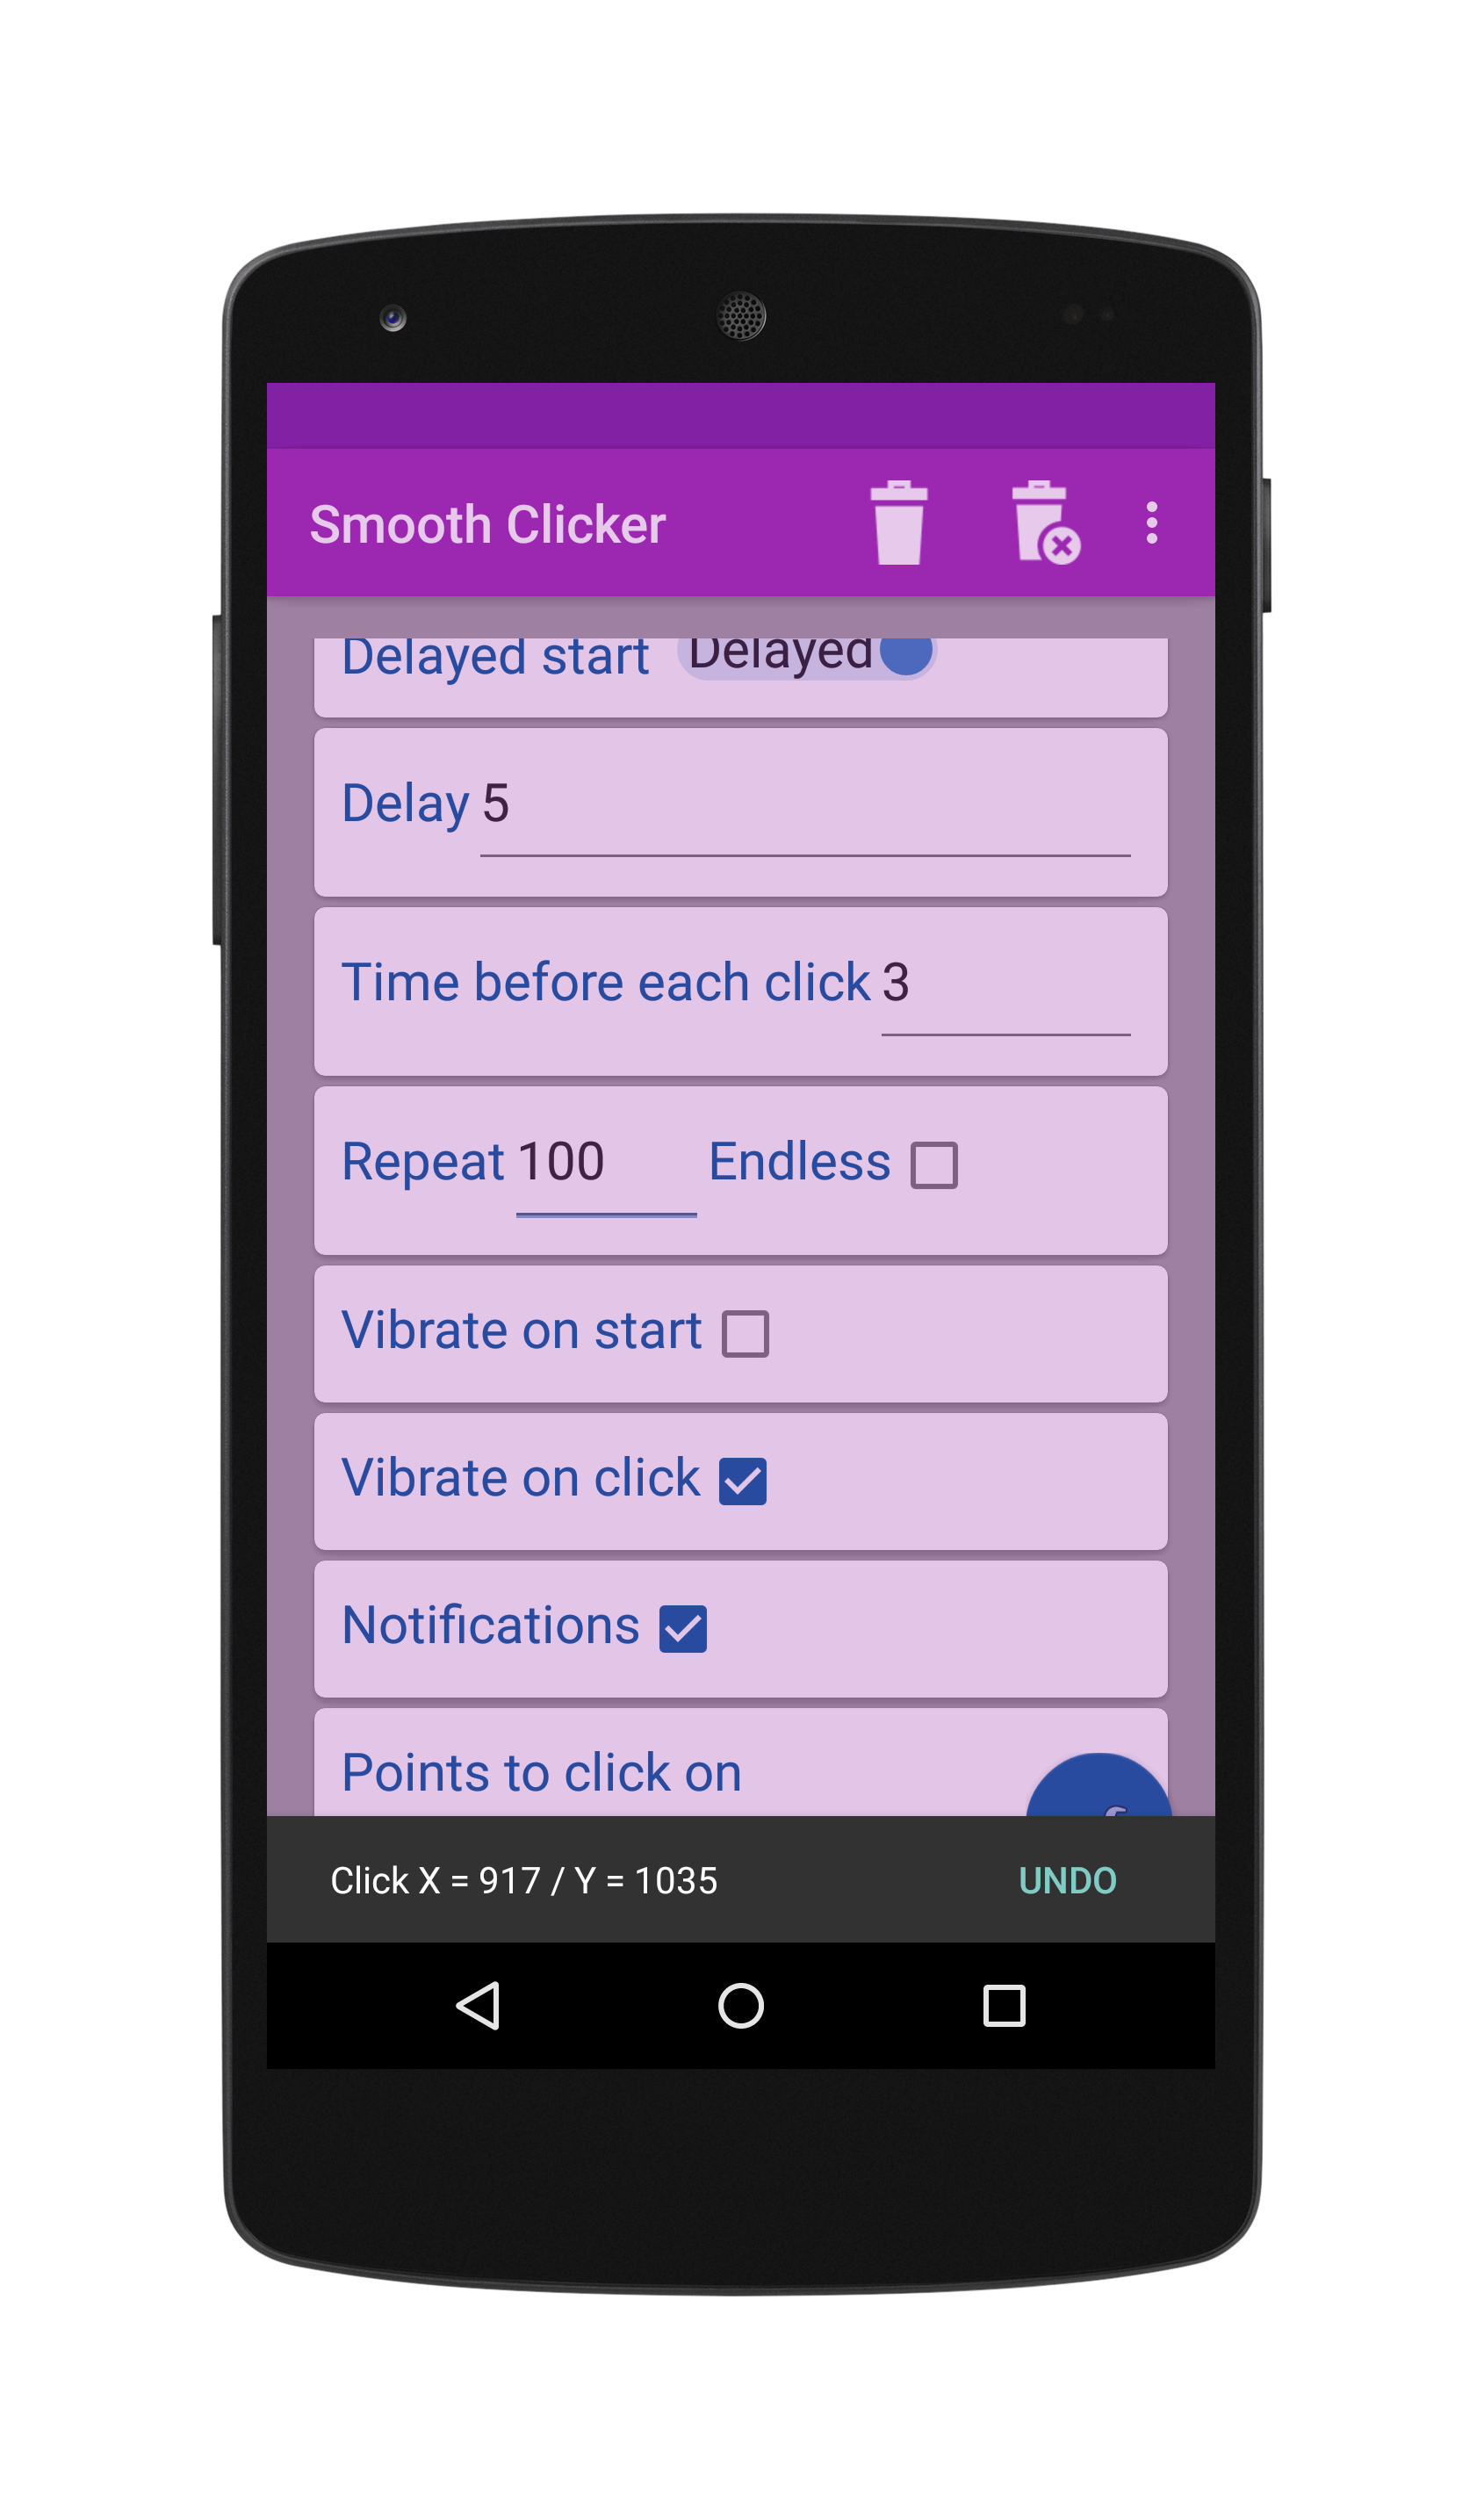 Smooth Clicker
Delayed start Delayed
Delay 5
Time before each click 3
Repeat 100 Endless
Vibrate on start
Vibrate on click
Notifications
Points to click on
Click X = 917 / Y = 1035 UNDO